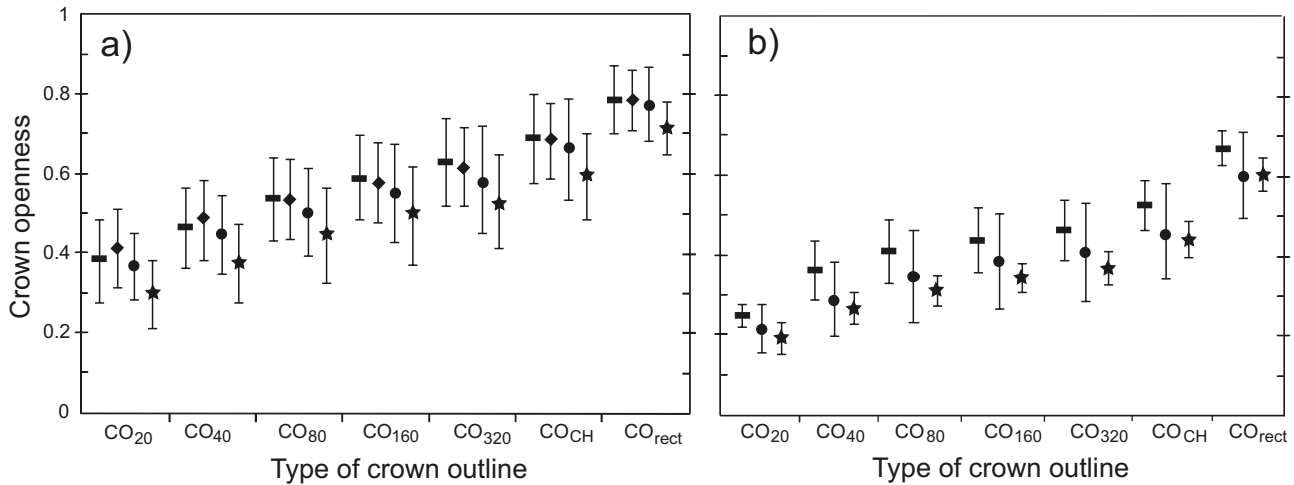 1
a)
b)
0.8
0.6
0.4
0.2
0
Crown openness
CO20 CO40 CO80 CO160 CO320 COCH COrect
CO20 CO40 CO80 CO160 CO320 COCH COrect
Type of crown outline
Type of crown outline